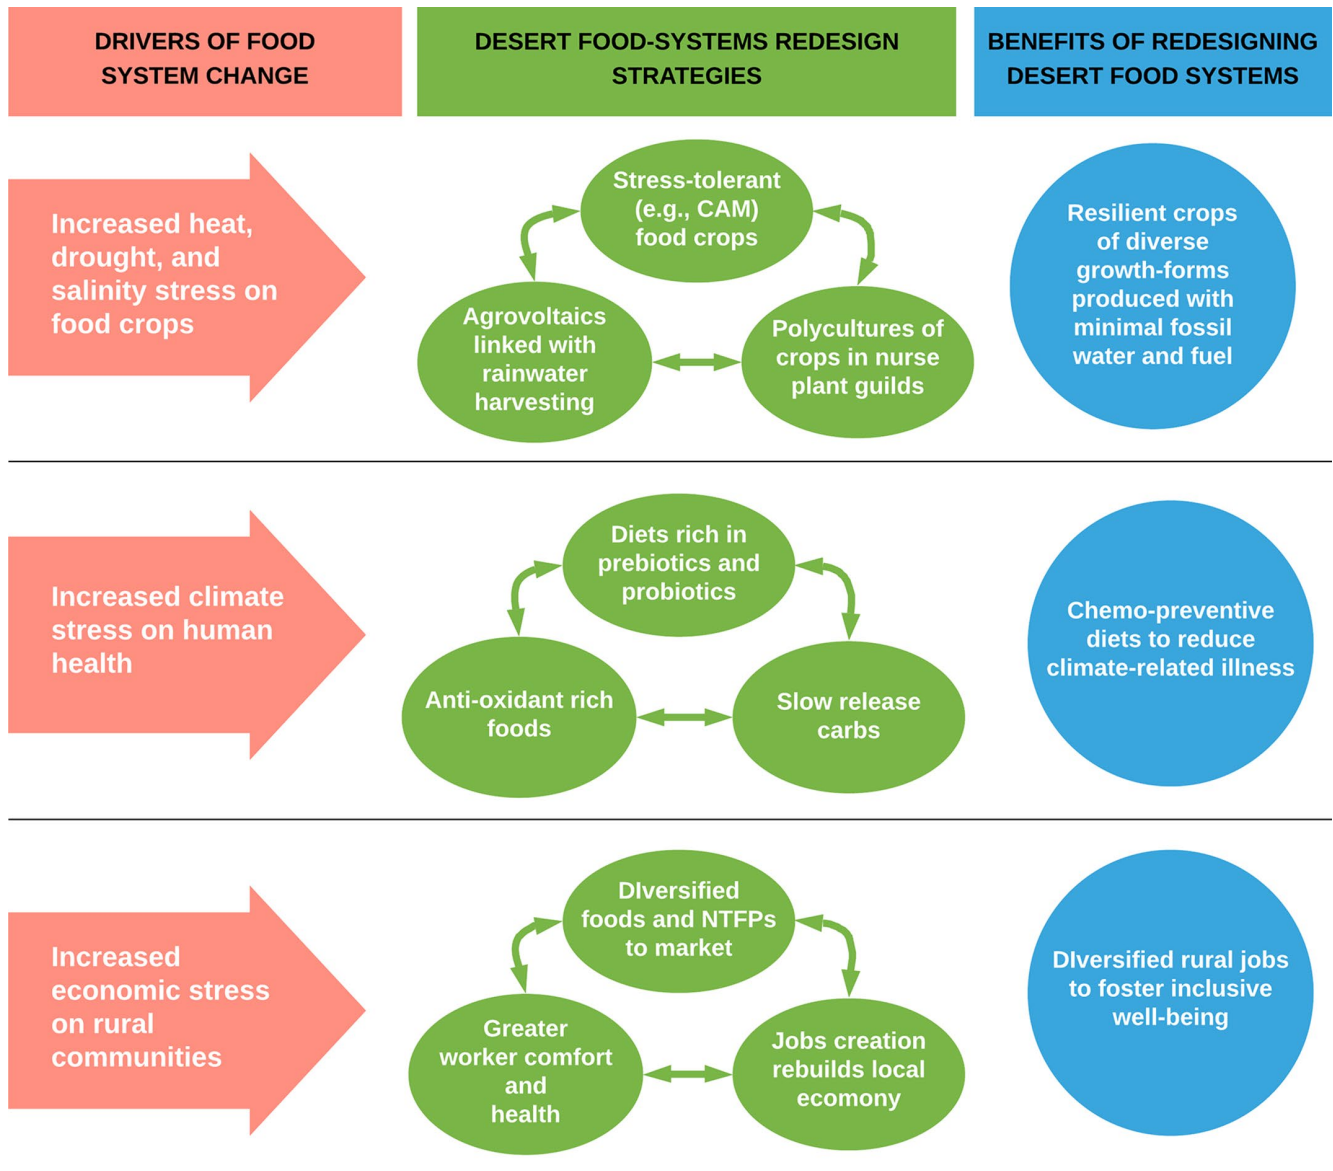 DRIVERS OF FOOD
SYSTEM CHANGE
DESERT FOOD-SYSTEMS REDESIGN
STRATEGIES
BENEFITS OF REDESIGNING
DESERT FOOD SYSTEMS
Increased heat,
drought, and
salinity stress on
food crops
Stress-tolerant
(e.g., CAM)
food crops
Agrovoltaics
linked with
rainwater
harvesting
Polycultures of
crops in nurse
plant guilds
Resilient crops
of diverse
growth-forms
produced with
minimal fossil
water and fuel
Increased climate
stress on human
health
Diets rich in
prebiotics and
probiotics
Anti-oxidant rich
foods
Slow release
carbs
Chemo-preventive
diets to reduce
climate-related illness
Increased
economic stress
on rural
communities
DIversified
foods and NTFPs
to market
Greater
worker comfort
and
health
Jobs creation
rebuilds local
ecomony
DIversified rural jobs
to foster inclusive
well-being